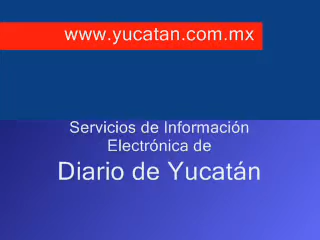 www.yucatan.com.mx
Servicios de Información
Electrónica de
Diario de Yucatán